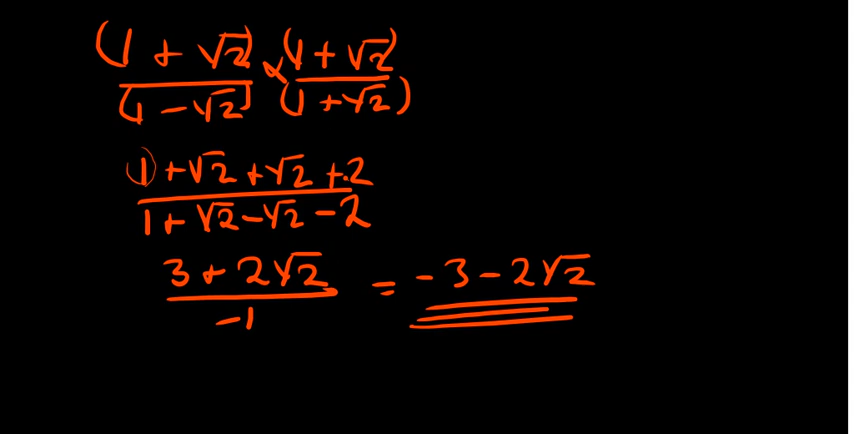 (1 + √2) / (1 - √2) × (1 + √2) / (1 + √2)
1 + √2 + √2 + 2 / 1 + √2 - √2 - 2
3 + 2√2 / -1 = -3 - 2√2